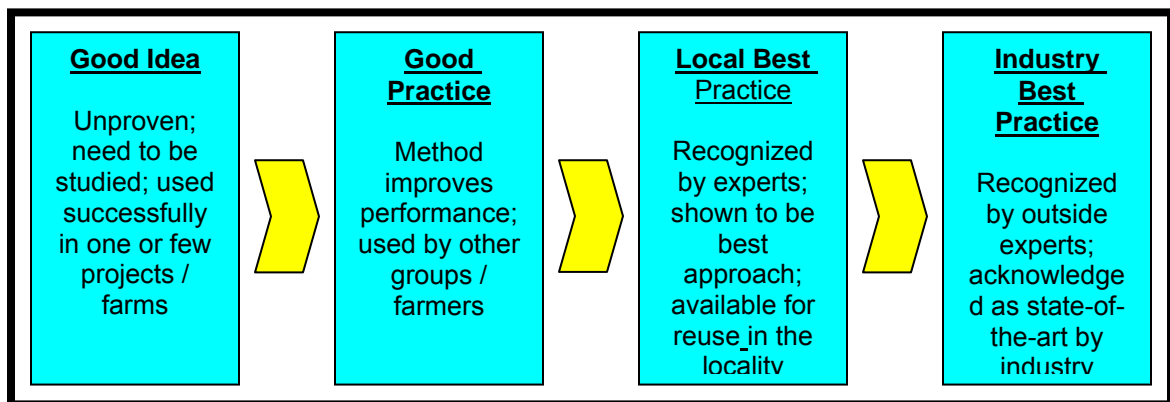 Good Idea
Unproven;
need to be
studied; used
successfully
in one or few
projects /
farms
Good
Practice
Method
improves
performance;
used by other
groups /
farmers
Local Best
Practice
Recognized
by experts;
shown to be
best
approach;
available for
reuse in the
locality
Industry
Best
Practice
Recognized
by outside
experts;
acknowledge
d as state-of-
the-art by
industry